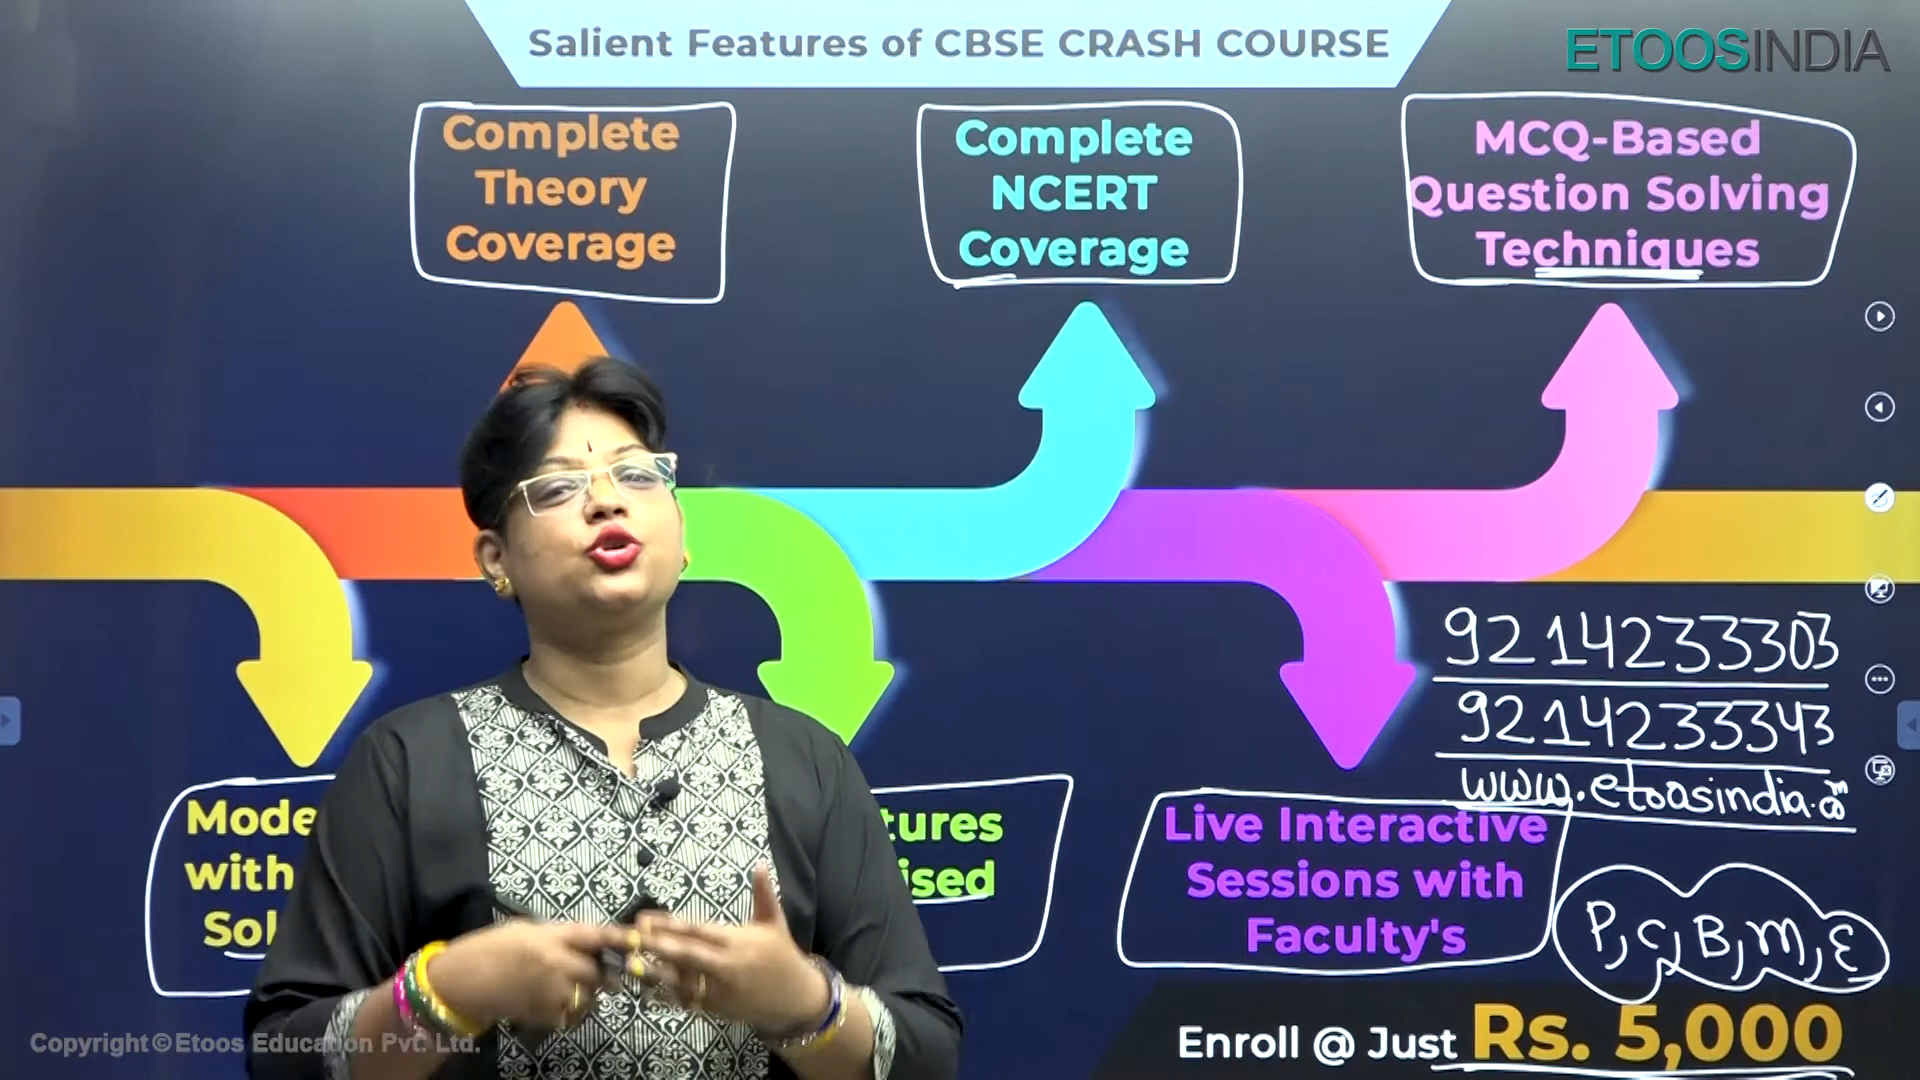 Salient Features of CBSE CRASH COURSE
ETOOSINDIA
Complete
Theory
Coverage
Complete
NCERT
Coverage
MCQ-Based
Question Solving
Techniques
9214233303
9214233343
www.etoosindia.com
with
Live Interactive
Sessions with
Faculty's
P, C, B, M, E
Enroll @ Just Rs. 5,000
Copyright © Etoos Education Pvt. Ltd.